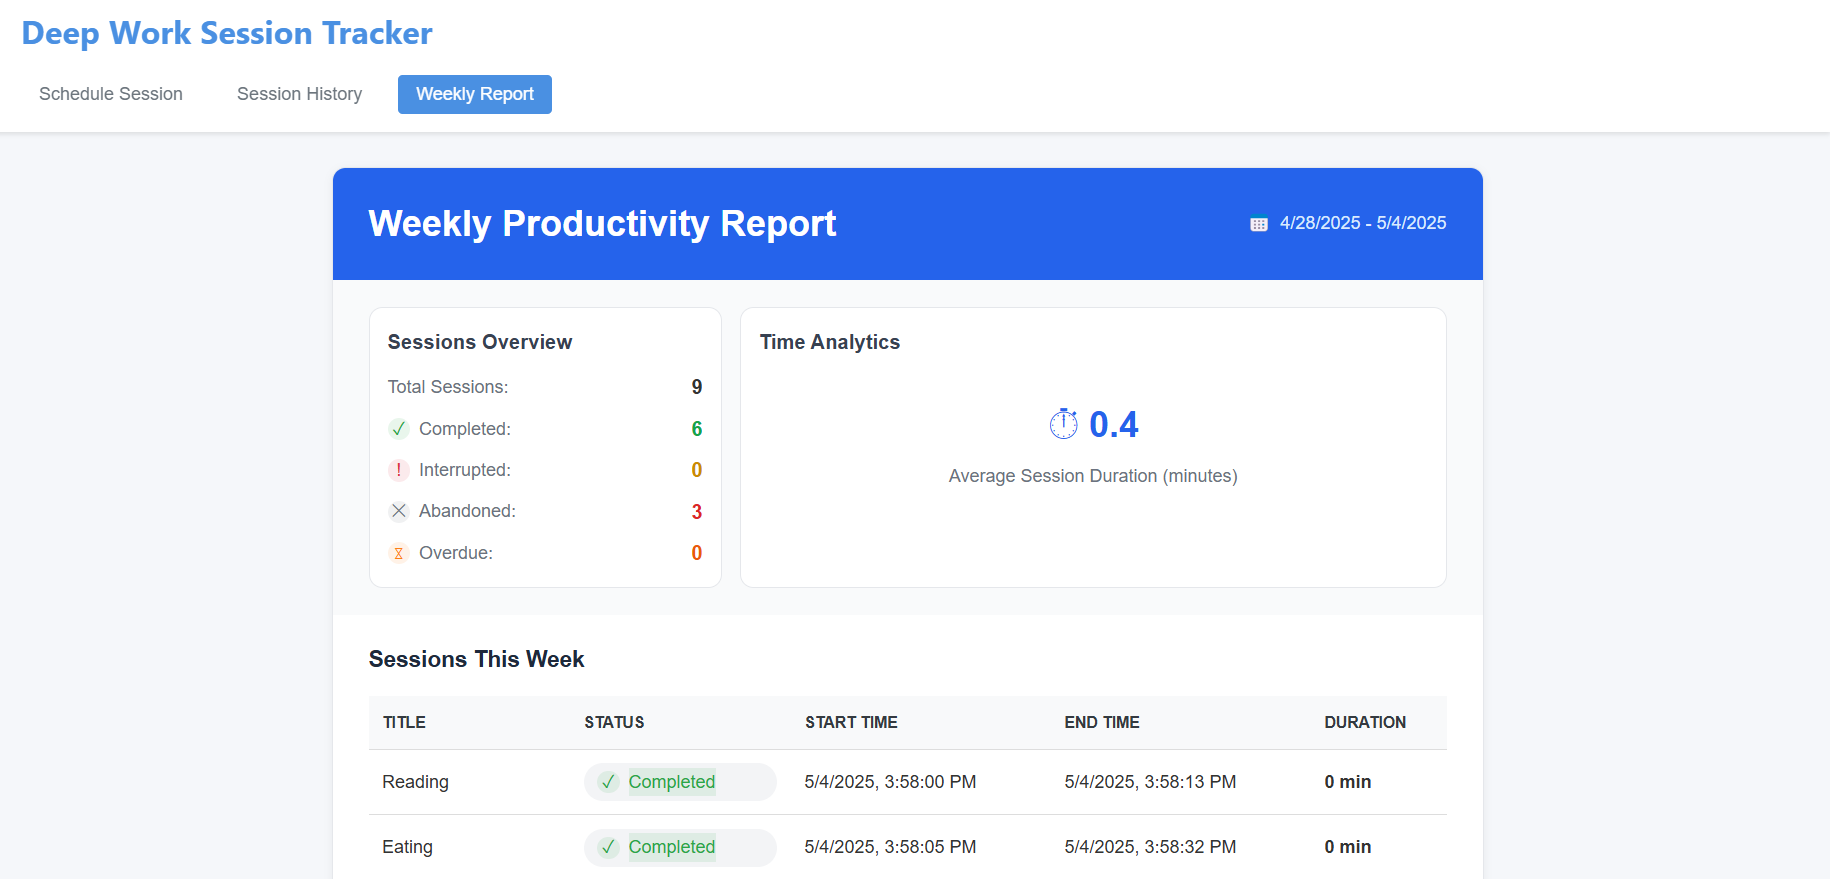 Deep Work Session Tracker
Schedule Session Session History Weekly Report
Weekly Productivity Report 4/28/2025 - 5/4/2025
Sessions Overview
Total Sessions: 9
Completed: 6
Interrupted: 0
Abandoned: 3
Overdue: 0
Time Analytics
0.4
Average Session Duration (minutes)
Sessions This Week
TITLE STATUS START TIME END TIME DURATION
Reading Completed 5/4/2025, 3:58:00 PM 5/4/2025, 3:58:13 PM 0 min
Eating Completed 5/4/2025, 3:58:05 PM 5/4/2025, 3:58:32 PM 0 min